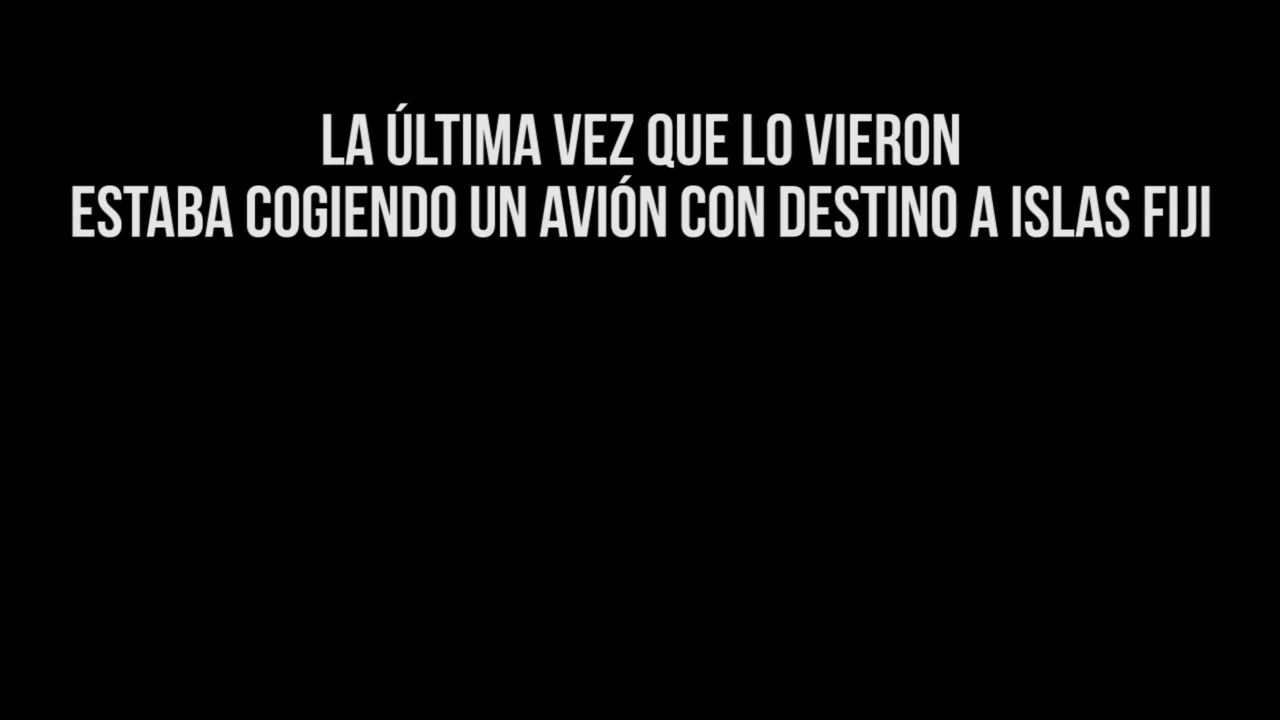 LA ÚLTIMA VEZ QUE LO VIERON
ESTABA COGIENDO UN AVIÓN CON DESTINO A ISLAS FIJI